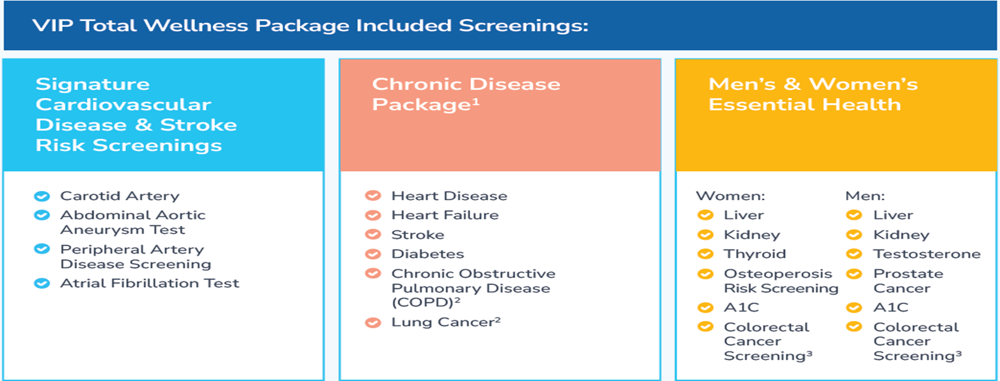 VIP Total Wellness Package Included Screenings:
Signature
Cardiovascular
Disease & Stroke
Risk Screenings
Carotid Artery
Abdominal Aortic
Aneurysm Test
Peripheral Artery
Disease Screening
Atrial Fibrillation Test
Chronic Disease
Package¹
Heart Disease
Heart Failure
Stroke
Diabetes
Chronic Obstructive
Pulmonary Disease
(COPD)²
Lung Cancer²
Men’s & Women’s
Essential Health
Women:
Liver
Kidney
Thyroid
Osteoperosis
Risk Screening
A1C
Colorectal
Cancer
Screening³
Men:
Liver
Kidney
Testosterone
Prostate
Cancer
A1C
Colorectal
Cancer
Screening³